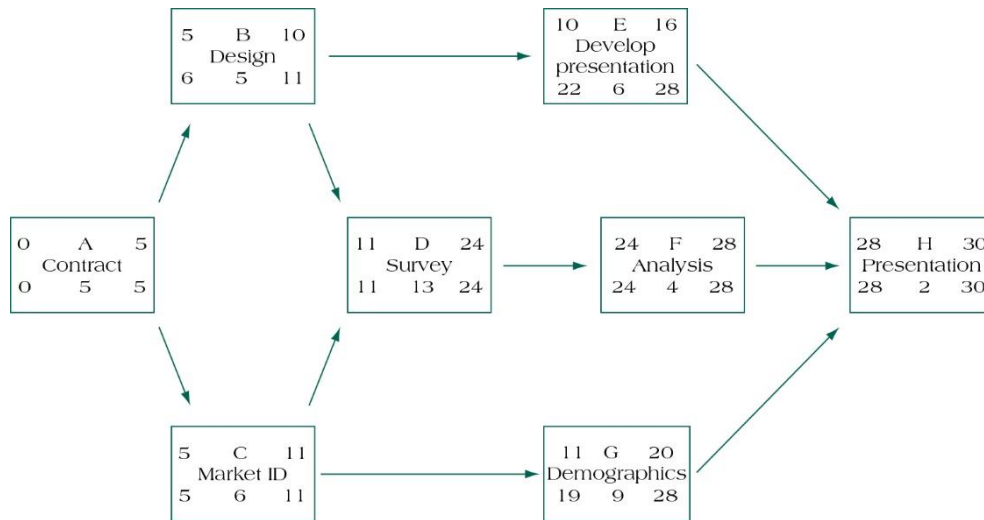 5 B 10
Design
6 5 11
10 E 16
Develop
presentation
22 6 28
0 A 5
Contract
0 5 5
11 D 24
Survey
11 13 24
24 F 28
Analysis
24 4 28
28 H 30
Presentation
28 2 30
5 C 11
Market ID
5 6 11
11 G 20
Demographics
19 9 28